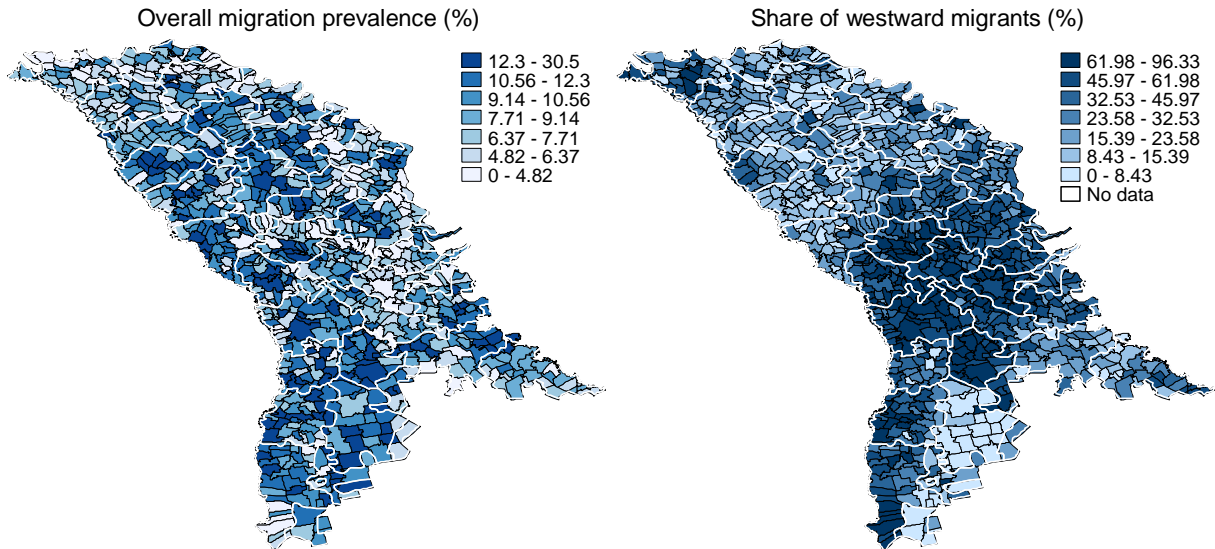 Overall migration prevalence (%)
12.3 - 30.5
10.56 - 12.3
9.14 - 10.56
7.71 - 9.14
6.37 - 7.71
4.82 - 6.37
0 - 4.82
Share of westward migrants (%)
61.98 - 96.33
45.97 - 61.98
32.53 - 45.97
23.58 - 32.53
15.39 - 23.58
8.43 - 15.39
0 - 8.43
No data